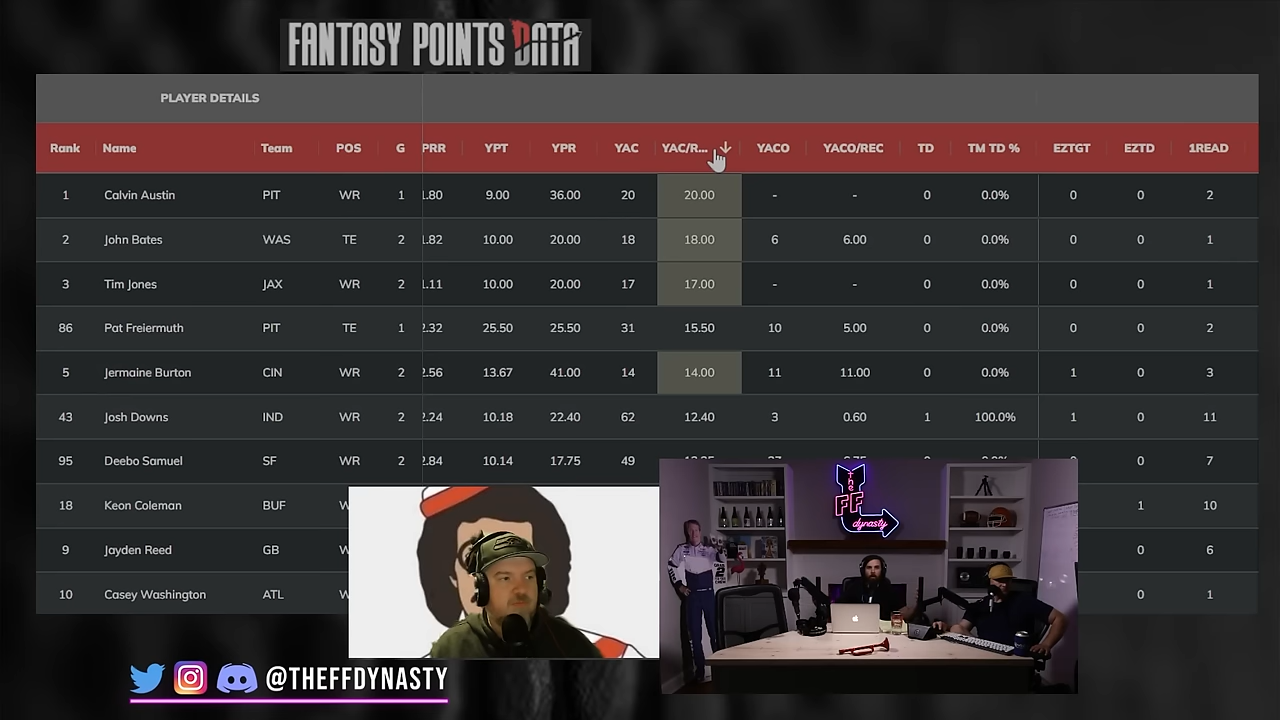 FANTASY POINTS DATA
PLAYER DETAILS
Rank Name Team POS G PRR YPT YPR YAC YAC/R... YACO YACO/REC TD TM TD % EZTGT EZTD 1READ
1 Calvin Austin PIT WR 1 1.80 9.00 36.00 20 20.00 - - 0 0.0% 0 0 2
2 John Bates WAS TE 2 1.82 10.00 20.00 18 18.00 6 6.00 0 0.0% 0 0 1
3 Tim Jones JAX WR 2 1.11 10.00 20.00 17 17.00 - - 0 0.0% 0 0 1
86 Pat Freiermuth PIT TE 1 2.32 25.50 25.50 31 15.50 10 5.00 0 0.0% 0 0 2
5 Jermaine Burton CIN WR 2 2.56 13.67 41.00 14 14.00 11 11.00 0 0.0% 1 0 3
43 Josh Downs IND WR 2 2.24 10.18 22.40 62 12.40 3 0.60 1 100.0% 1 0 11
95 Deebo Samuel SF WR 2 2.84 10.14 17.75 49 0 7
18 Keon Coleman BUF 1 10
9 Jayden Reed GB 0 6
10 Casey Washington ATL 0 1
The
FF
dynasty
@THEFFDYNASTY